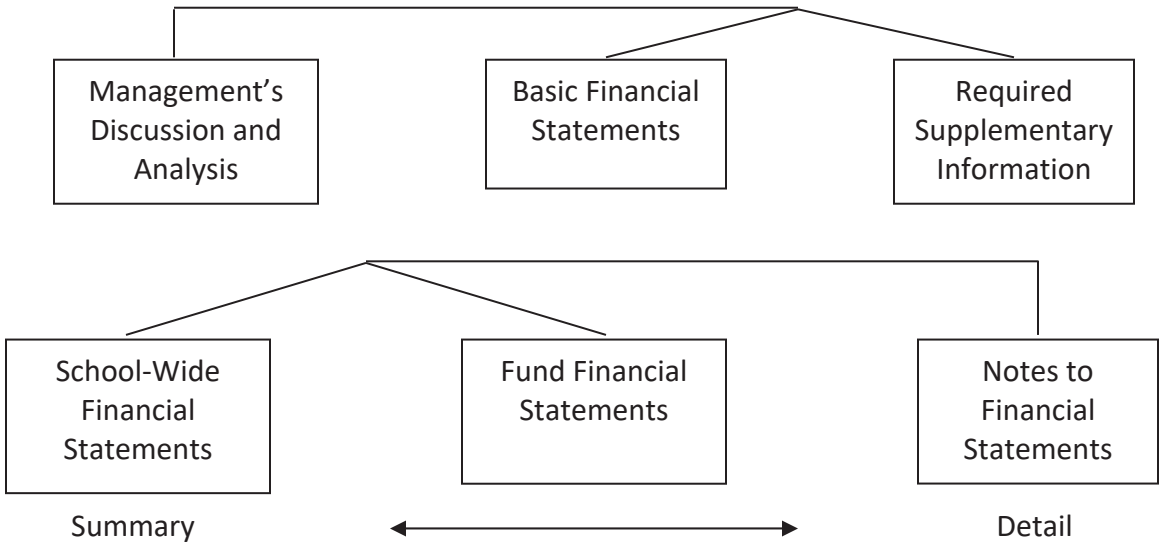 Management’s
Discussion and
Analysis
Basic Financial
Statements
Required
Supplementary
Information
School-Wide
Financial
Statements
Fund Financial
Statements
Notes to
Financial
Statements
Summary
Detail